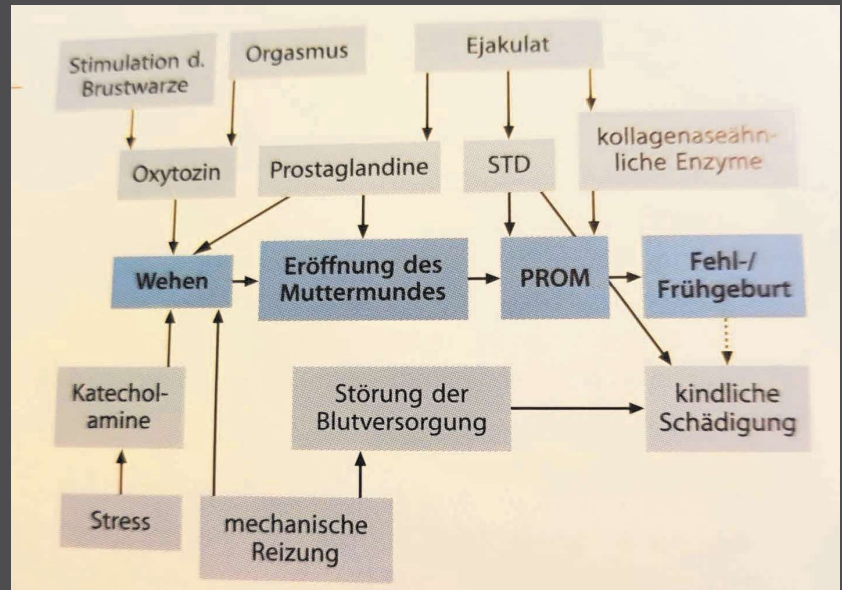 Stimulation d.
Brustwarze
Orgasmus
Ejakulat
Oxytozin
Prostaglandine
STD
kollagenaseähn-
liche Enzyme
Wehen
Eröffnung des
Muttermundes
PROM
Fehl-/
Frühgeburt
Katechol-
amine
Störung der
Blutversorgung
kindliche
Schädigung
Stress
mechanische
Reizung